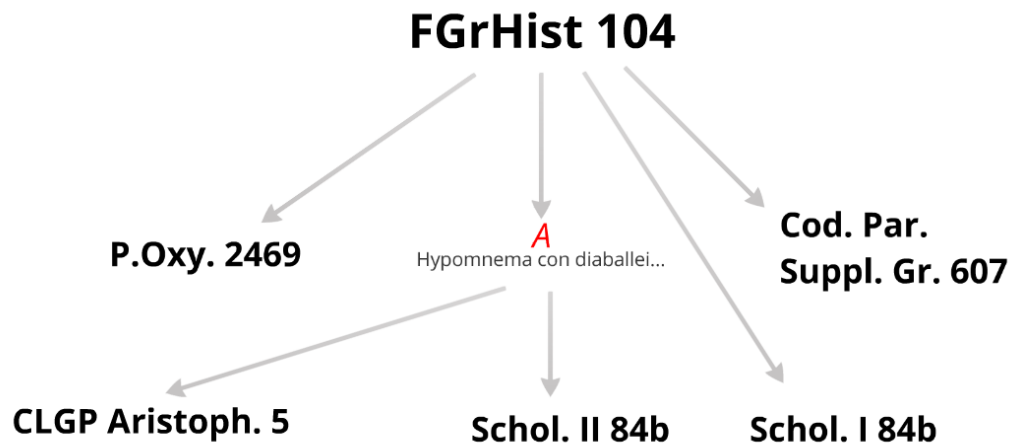 FGrHist 104
P.Oxy. 2469
A
Hypomnema con diaballei...
Cod. Par.
Suppl. Gr. 607
CLGP Aristoph. 5
Schol. II 84b
Schol. I 84b